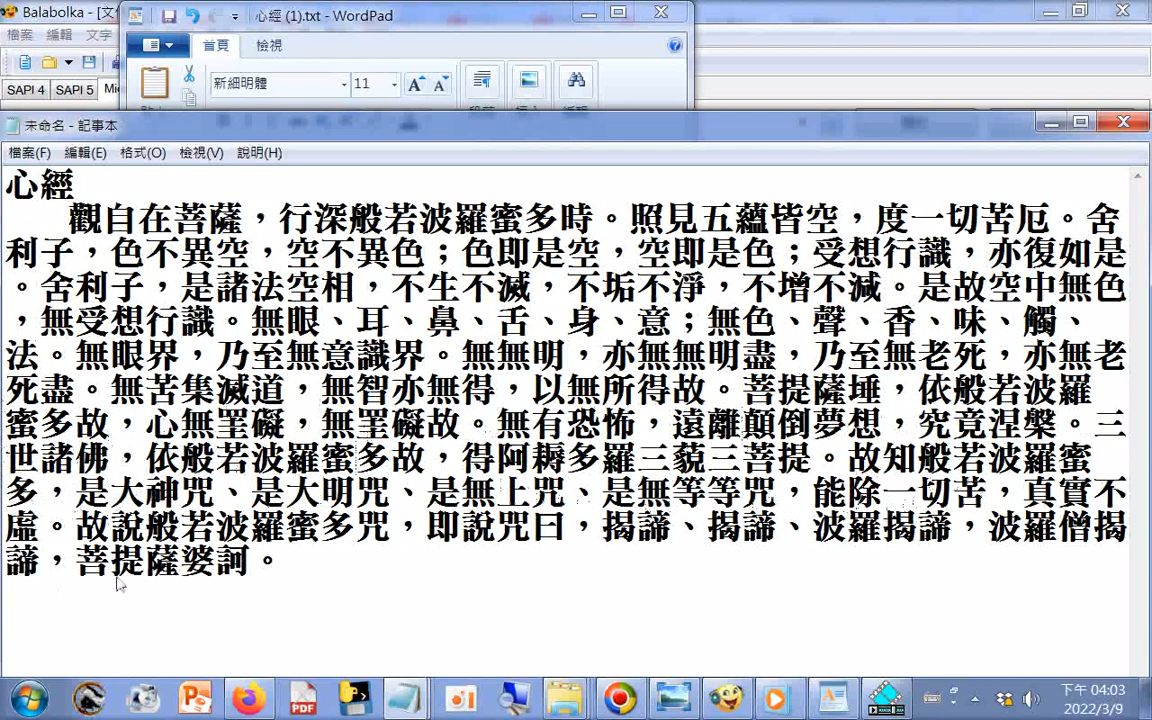 Balabolka - [文
心經 (1).txt - WordPad
檔案 編輯 文字
首頁 檢視
新細明體 11
SAPI 4 SAPI 5
未命名 - 記事本
檔案(F) 編輯(E) 格式(O) 檢視(V) 說明(H)
心經
觀自在菩薩，行深般若波羅蜜多時。照見五蘊皆空，度一切苦厄。舍
利子，色不異空，空不異色；色即是空，空即是色；受想行識，亦復如是
。舍利子，是諸法空相，不生不滅，不垢不淨，不增不減。是故空中無色
，無受想行識。無眼、耳、鼻、舌、身、意；無色、聲、香、味、觸、
法。無眼界，乃至無意識界。無無明，亦無無明盡，乃至無老死，亦無老
死盡。無苦集滅道，無智亦無得，以無所得故。菩提薩埵，依般若波羅
蜜多故，心無罣礙，無罣礙故。無有恐怖，遠離顛倒夢想，究竟涅槃。三
世諸佛，依般若波羅蜜多故，得阿耨多羅三藐三菩提。故知般若波羅蜜
多，是大神咒、是大明咒、是無上咒、是無等等咒，能除一切苦，真實不
虛。故說般若波羅蜜多咒，即說咒曰，揭諦、揭諦、波羅揭諦，波羅僧揭
諦，菩提薩婆訶。
PDF
下午 04:03
2022/3/9